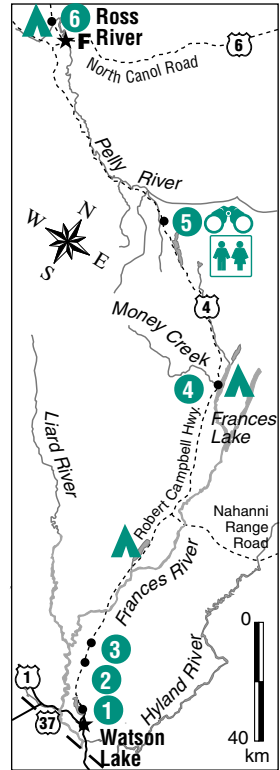 6
Ross
River
F
6
North Canol Road
Pelly
River
N
W
E
S
5
4
Money Creek
4
Frances
Lake
Liard River
Robert Campbell Hwy.
Nahanni
Range
Road
Frances River
Hyland River
3
2
1
1
37
Watson
Lake
0
40
km